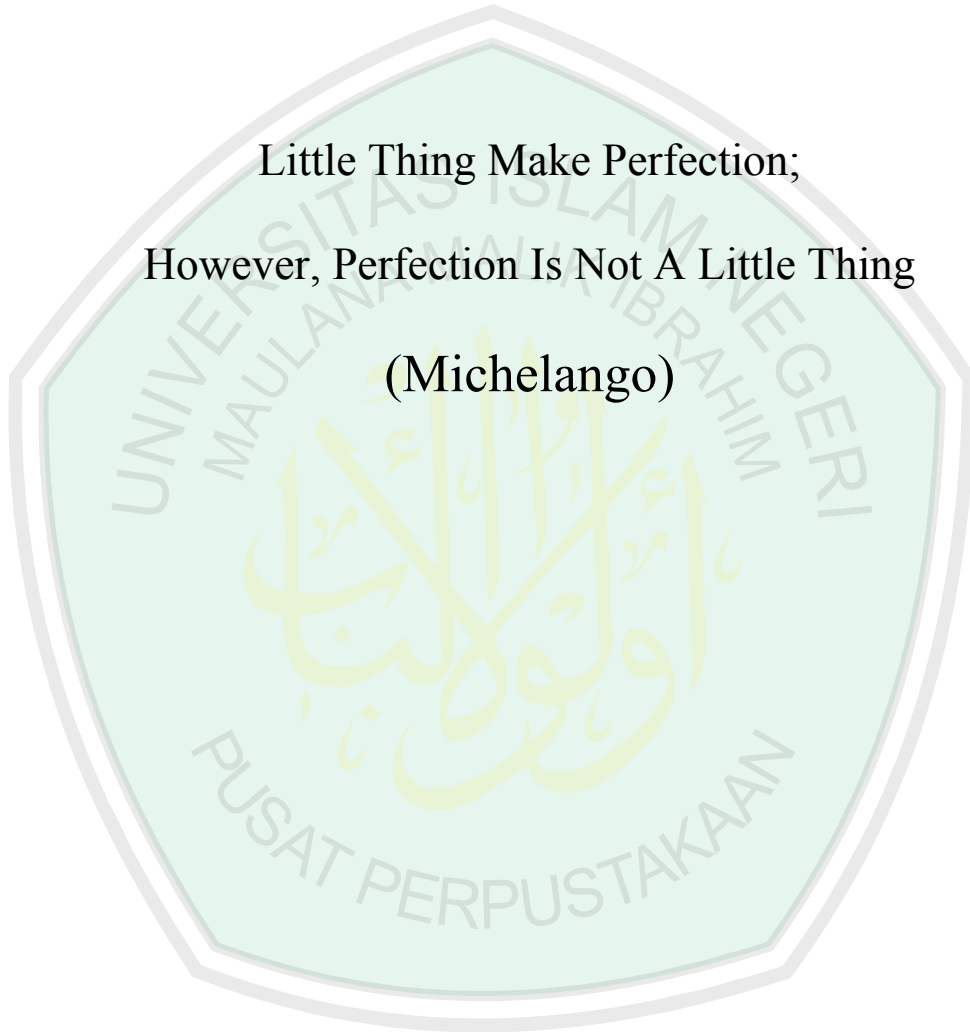 Little Thing Make Perfection;
However, Perfection Is Not A Little Thing
(Michelango)
UNIVERSITAS ISLAM NEGERI
MAULANA MALIK IBRAHIM
PUSAT PERPUSTAKAAN